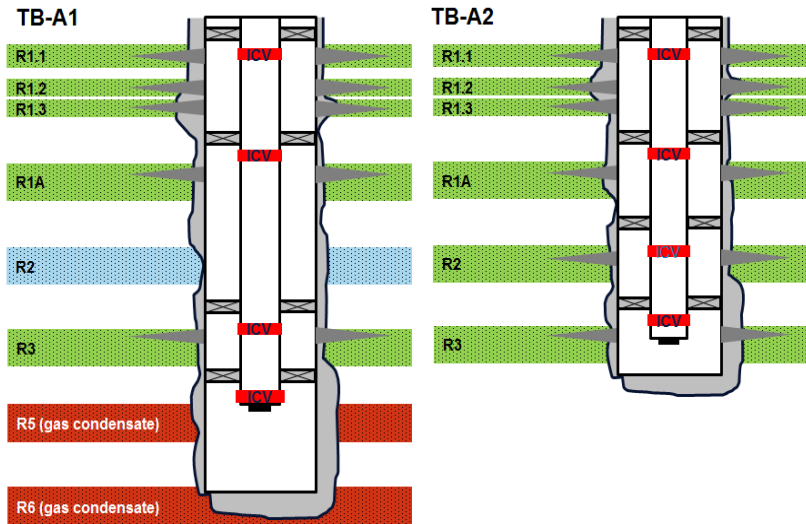 TB-A1
R1.1
R1.2
R1.3
R1A
R2
R3
R5 (gas condensate)
R6 (gas condensate)
ICV
ICV
ICV
ICV
TB-A2
R1.1
R1.2
R1.3
R1A
R2
R3
ICV
ICV
ICV
ICV